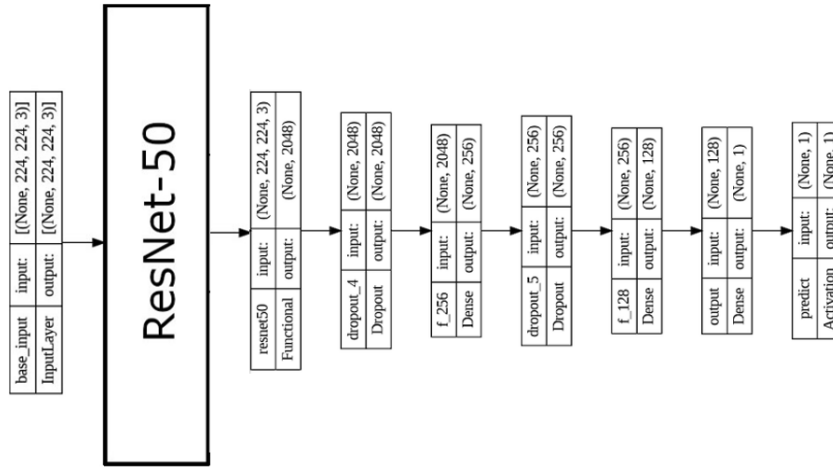 base_input input: [(None, 224, 224, 3)]
InputLayer output: [(None, 224, 224, 3)]
ResNet-50
resnet50 input: (None, 224, 224, 3)
Functional output: (None, 2048)
dropout_4 input: (None, 2048)
Dropout output: (None, 2048)
f_256 input: (None, 2048)
Dense output: (None, 256)
dropout_5 input: (None, 256)
Dropout output: (None, 256)
f_128 input: (None, 256)
Dense output: (None, 128)
output input: (None, 128)
Dense output: (None, 1)
predict input: (None, 1)
Activation output: (None, 1)